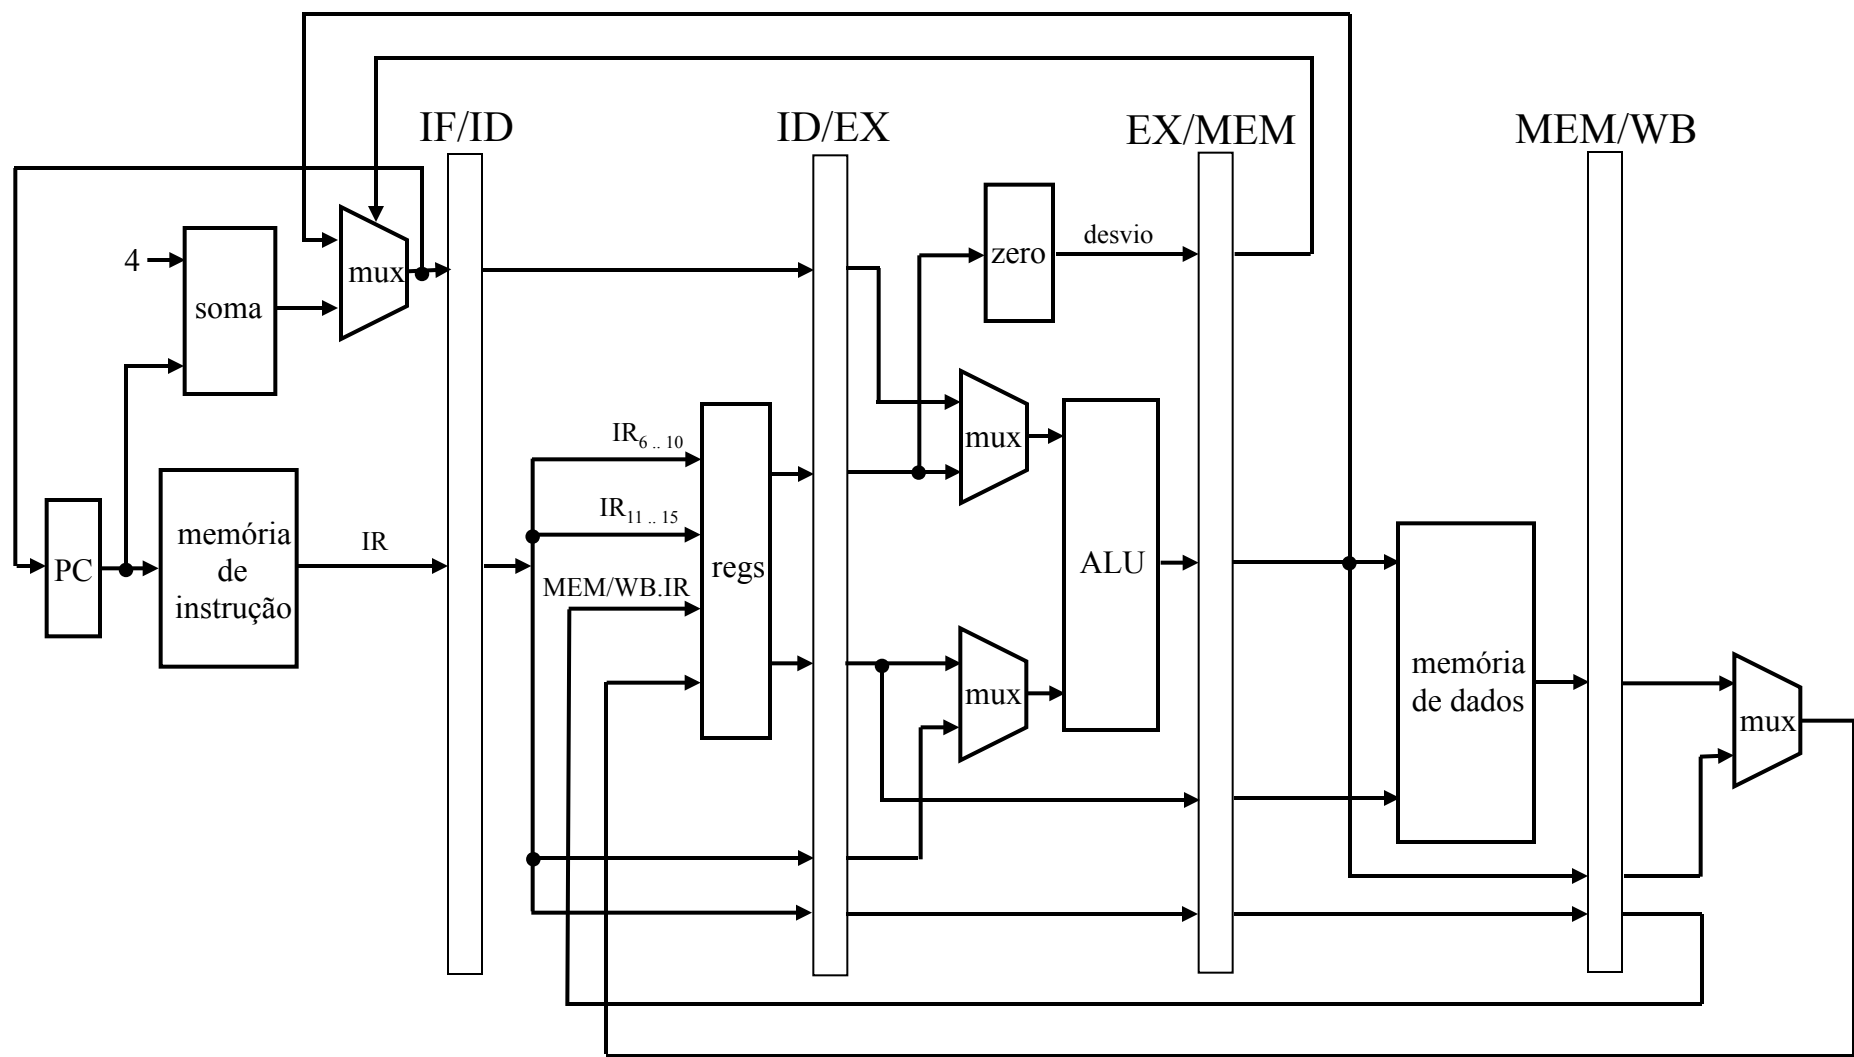 IF/ID
ID/EX
EX/MEM
MEM/WB
4
soma
mux
zero
desvio
IR6 .. 10
IR11 .. 15
MEM/WB.IR
regs
mux
mux
ALU
PC
memória
de
instrução
IR
memória
de dados
mux